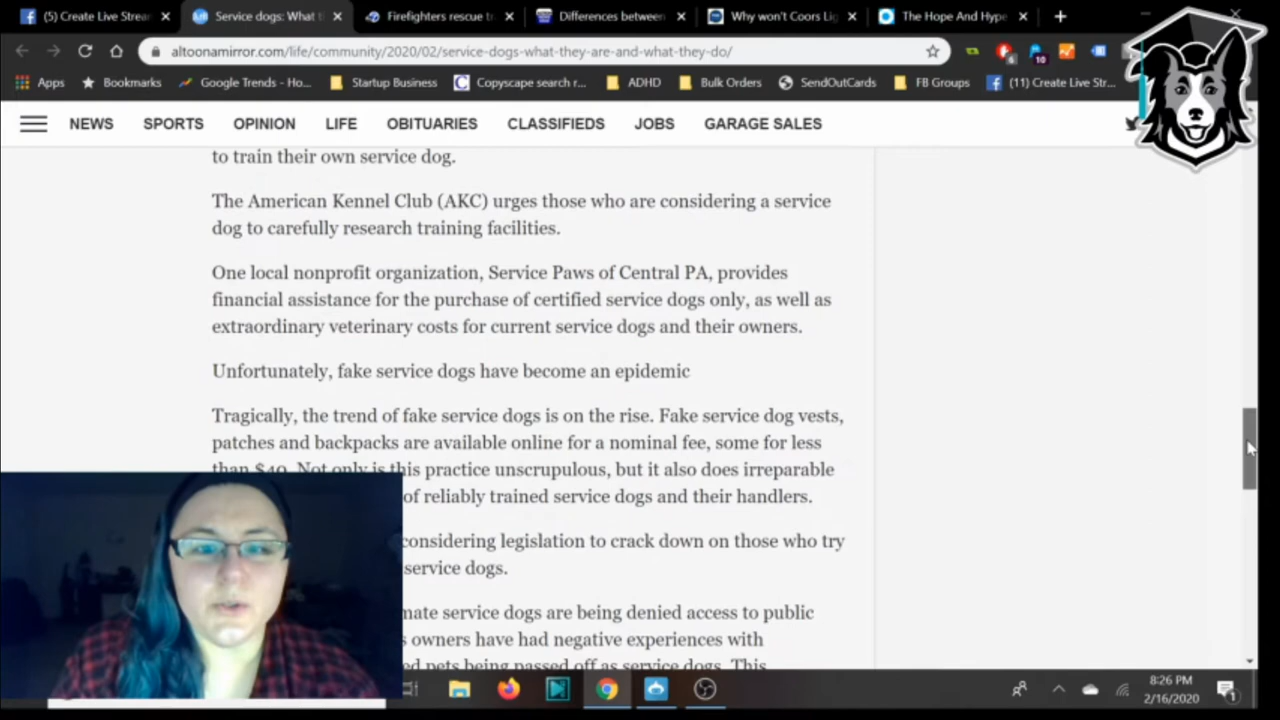 (5) Create Live Strear
Service dogs: What t
Firefighters rescue t
Differences between
Why won't Coors Lig
The Hope And Hype
altoonamirror.com/life/community/2020/02/service-dogs-what-they-are-and-what-they-do/
6
10
Apps
Bookmarks
Google Trends - Ho...
Startup Business
Copyscape search r...
ADHD
Bulk Orders
SendOutCards
FB Groups
(11) Create Live Str...
NEWS SPORTS OPINION LIFE OBITUARIES CLASSIFIEDS JOBS GARAGE SALES
to train their own service dog.
The American Kennel Club (AKC) urges those who are considering a service
dog to carefully research training facilities.
One local nonprofit organization, Service Paws of Central PA, provides
financial assistance for the purchase of certified service dogs only, as well as
extraordinary veterinary costs for current service dogs and their owners.
Unfortunately, fake service dogs have become an epidemic
Tragically, the trend of fake service dogs is on the rise. Fake service dog vests,
patches and backpacks are available online for a nominal fee, some for less
than $40. Not only is this practice unscrupulous, but it also does irreparable
of reliably trained service dogs and their handlers.
considering legislation to crack down on those who try
service dogs.
mate service dogs are being denied access to public
s owners have had negative experiences with
ed pets being passed off as service dogs. This
8:26 PM
2/16/2020
1